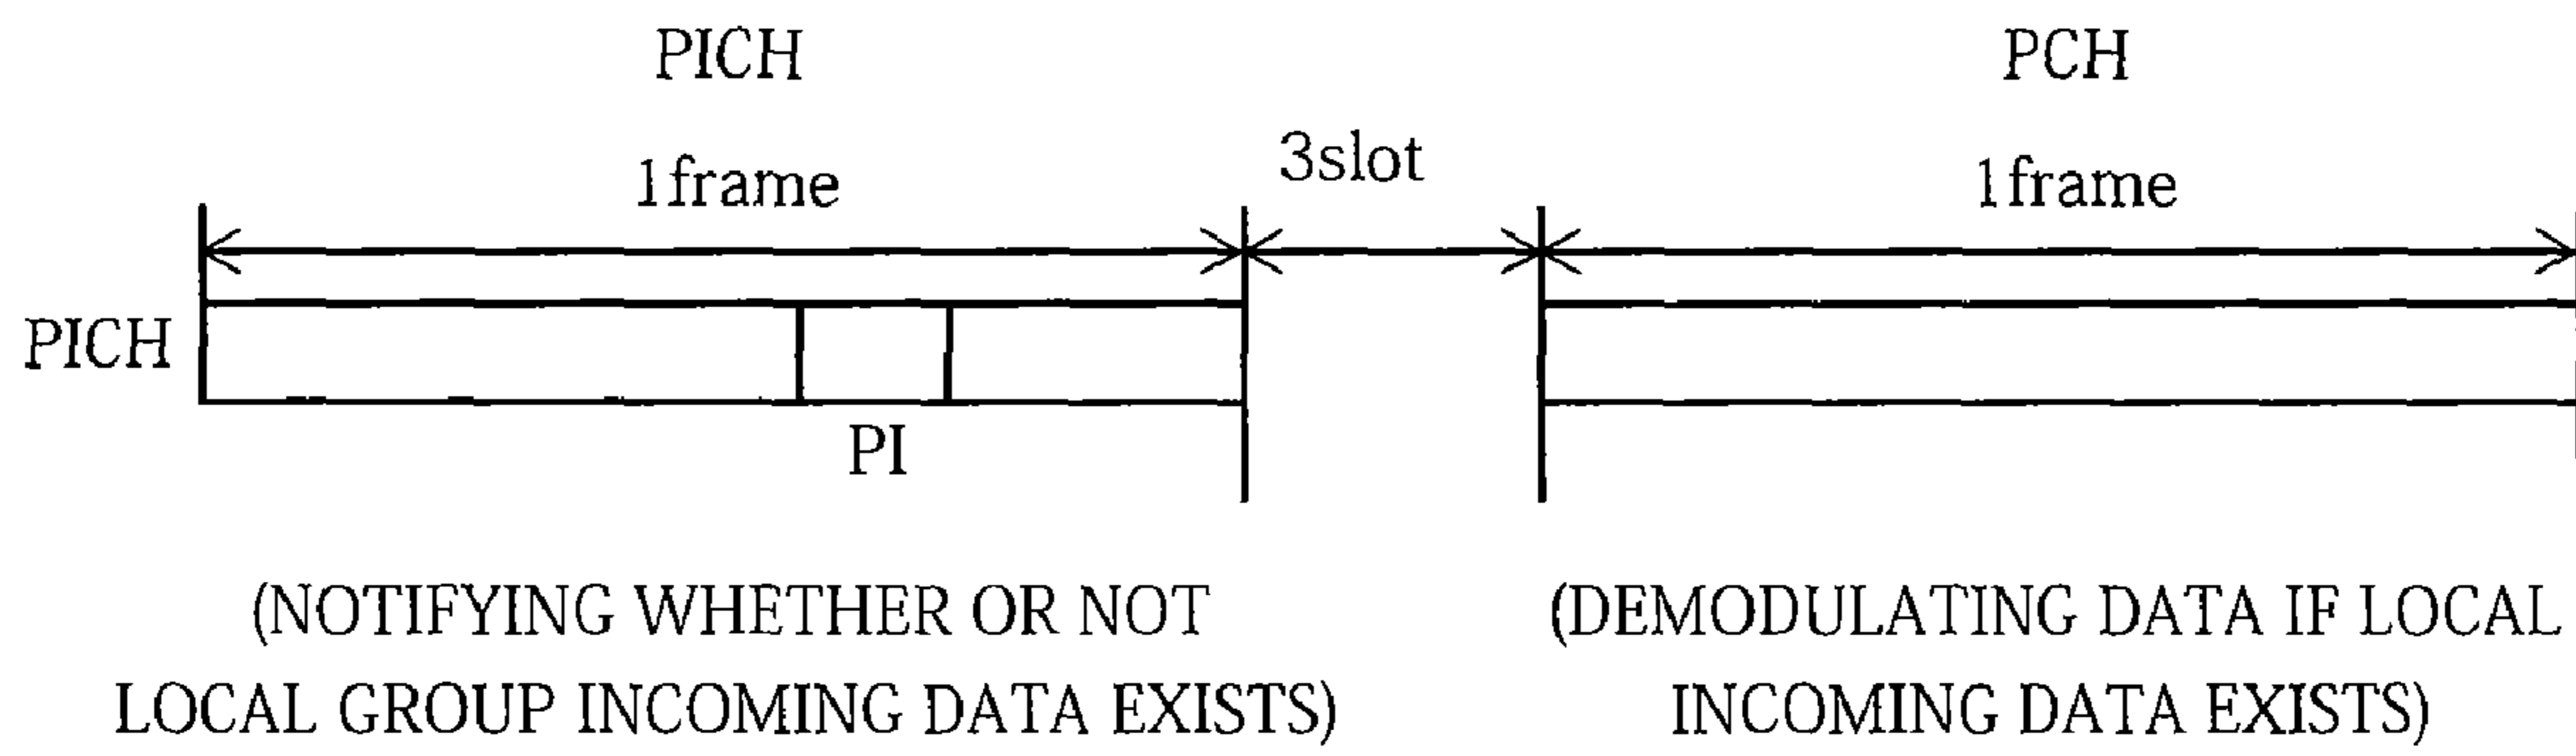 PICH
PCH
1frame
3slot
1frame
PICH
PI
(NOTIFYING WHETHER OR NOT
LOCAL GROUP INCOMING DATA EXISTS)
(DEMODULATING DATA IF LOCAL
INCOMING DATA EXISTS)